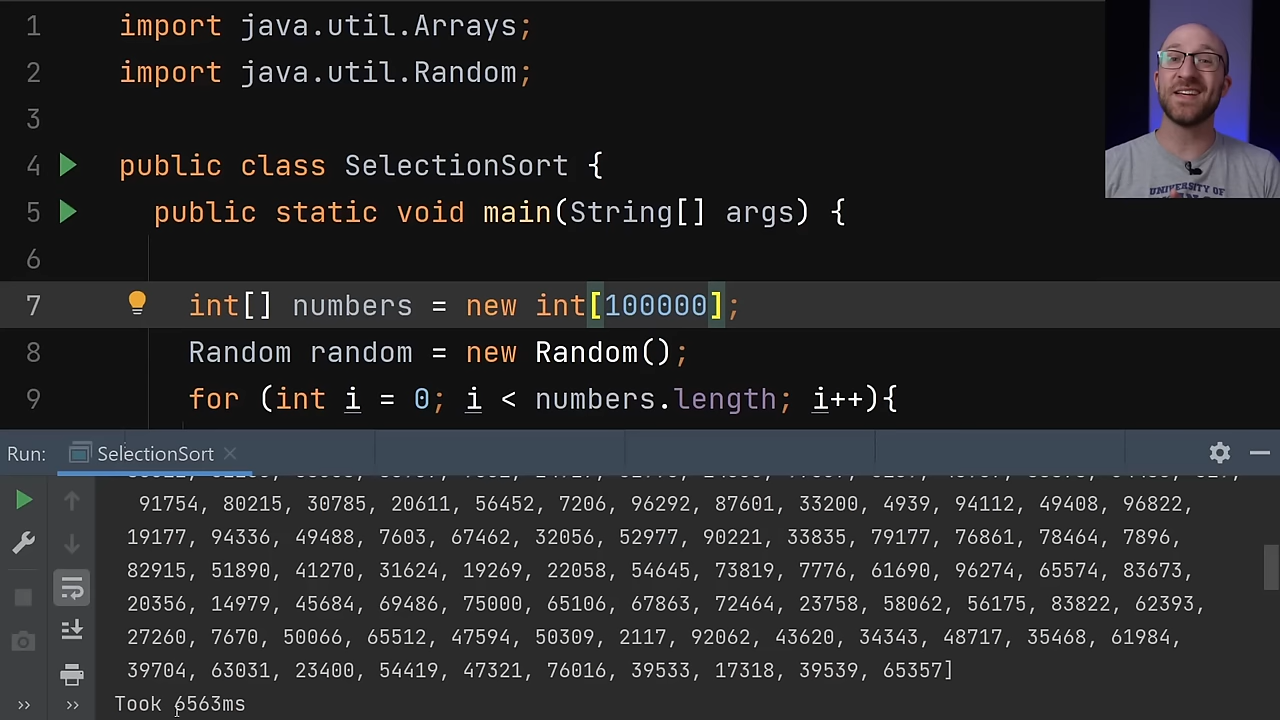 1 import java.util.Arrays;
2 import java.util.Random;
3
4 public class SelectionSort {
5 public static void main(String[] args) {
6
7 int[] numbers = new int[100000];
8 Random random = new Random();
9 for (int i = 0; i < numbers.length; i++){
UNIVERSITY OF
Run: SelectionSort
91754, 80215, 30785, 20611, 56452, 7206, 96292, 87601, 33200, 4939, 94112, 49408, 96822,
19177, 94336, 49488, 7603, 67462, 32056, 52977, 90221, 33835, 79177, 76861, 78464, 7896,
82915, 51890, 41270, 31624, 19269, 22058, 54645, 73819, 7776, 61690, 96274, 65574, 83673,
20356, 14979, 45684, 69486, 75000, 65106, 67863, 72464, 23758, 58062, 56175, 83822, 62393,
27260, 7670, 50066, 65512, 47594, 50309, 2117, 92062, 43620, 34343, 48717, 35468, 61984,
39704, 63031, 23400, 54419, 47321, 76016, 39533, 17318, 39539, 65357]
Took 6563ms